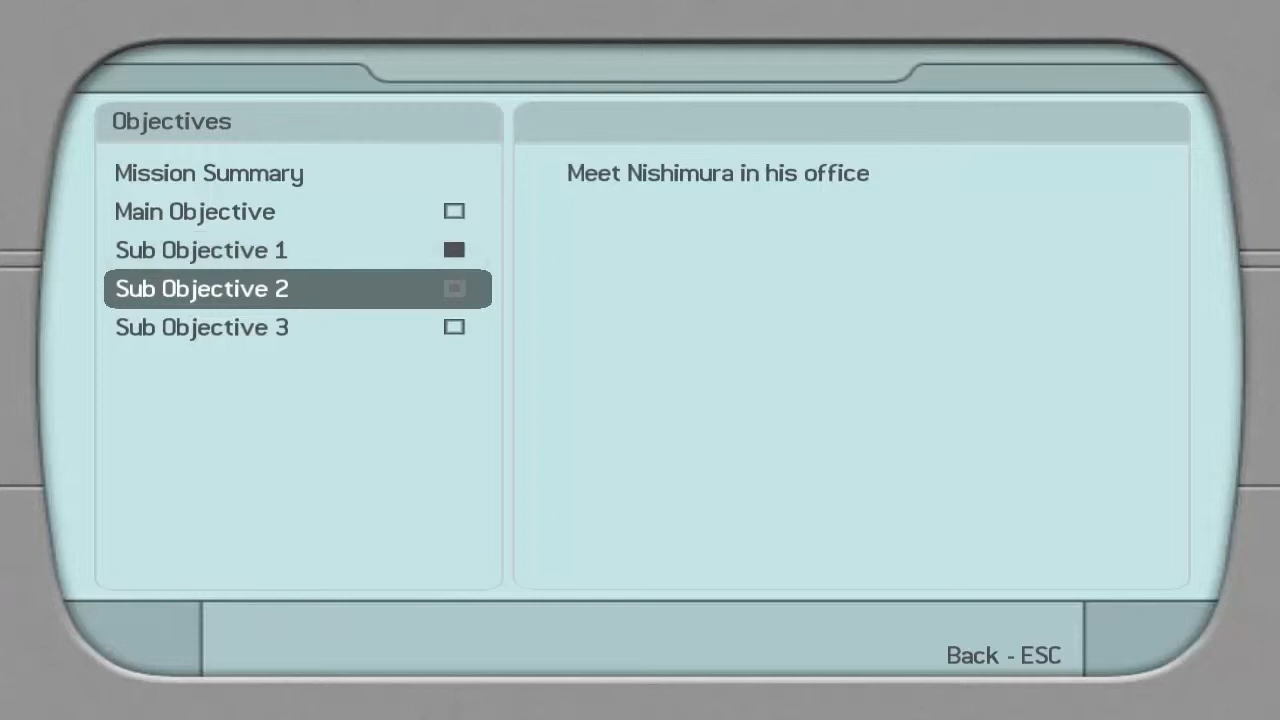 Objectives
Mission Summary
Main Objective
Sub Objective 1
Sub Objective 2
Sub Objective 3
Meet Nishimura in his office
Back - ESC